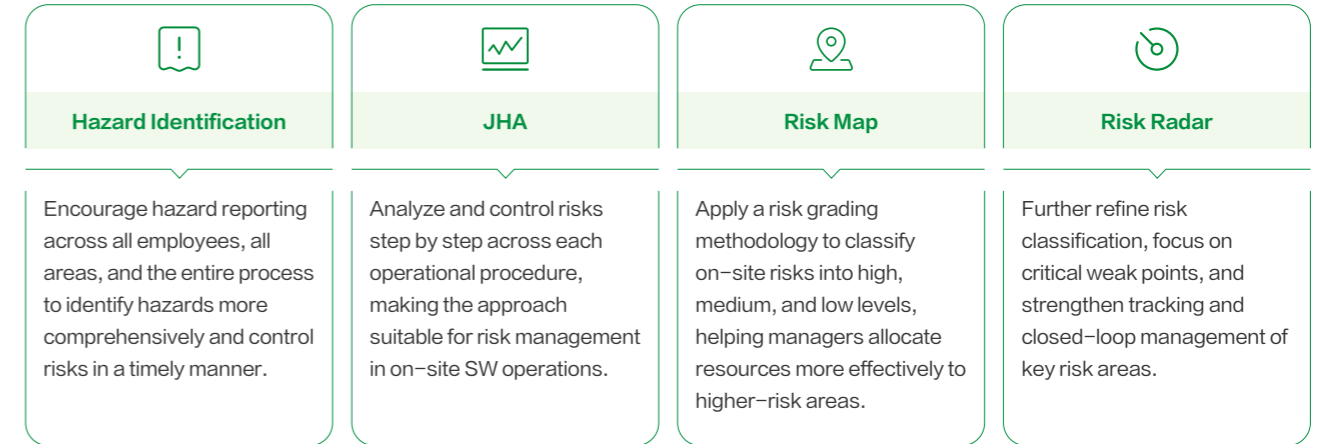 Hazard Identification
Encourage hazard reporting
across all employees, all
areas, and the entire process
to identify hazards more
comprehensively and control
risks in a timely manner.
JHA
Analyze and control risks
step by step across each
operational procedure,
making the approach
suitable for risk management
in on-site SW operations.
Risk Map
Apply a risk grading
methodology to classify
on-site risks into high,
medium, and low levels,
helping managers allocate
resources more effectively to
higher-risk areas.
Risk Radar
Further refine risk
classification, focus on
critical weak points, and
strengthen tracking and
closed-loop management of
key risk areas.